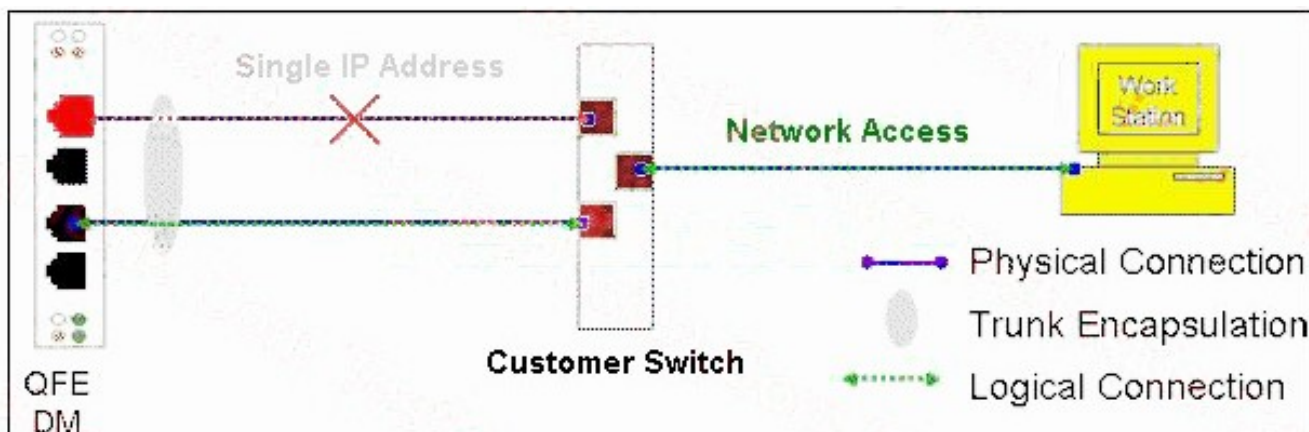 Single IP Address
Work
Station
Network Access
Physical Connection
Trunk Encapsulation
Logical Connection
Customer Switch
QFE
DM